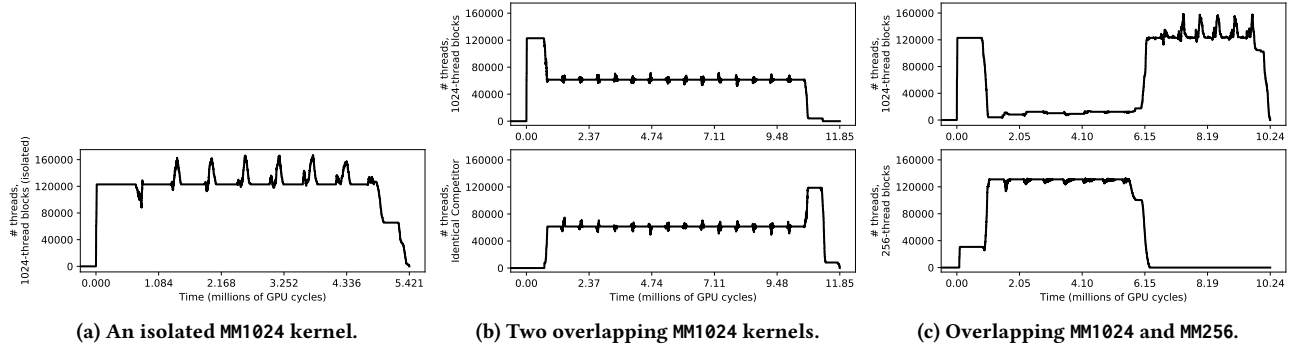 # threads,
1024-thread blocks (isolated)
160000
120000
80000
40000
0
0.000 1.084 2.168 3.252 4.336 5.421
Time (millions of GPU cycles)
(a) An isolated MM1024 kernel.
# threads,
1024-thread blocks
160000
120000
80000
40000
0
0.00 2.37 4.74 7.11 9.48 11.85
# threads,
Identical Competitor
160000
120000
80000
40000
0
0.00 2.37 4.74 7.11 9.48 11.85
Time (millions of GPU cycles)
(b) Two overlapping MM1024 kernels.
# threads,
1024-thread blocks
160000
120000
80000
40000
0
0.00 2.05 4.10 6.15 8.19 10.24
# threads,
256-thread blocks
160000
120000
80000
40000
0
0.00 2.05 4.10 6.15 8.19 10.24
Time (millions of GPU cycles)
(c) Overlapping MM1024 and MM256.